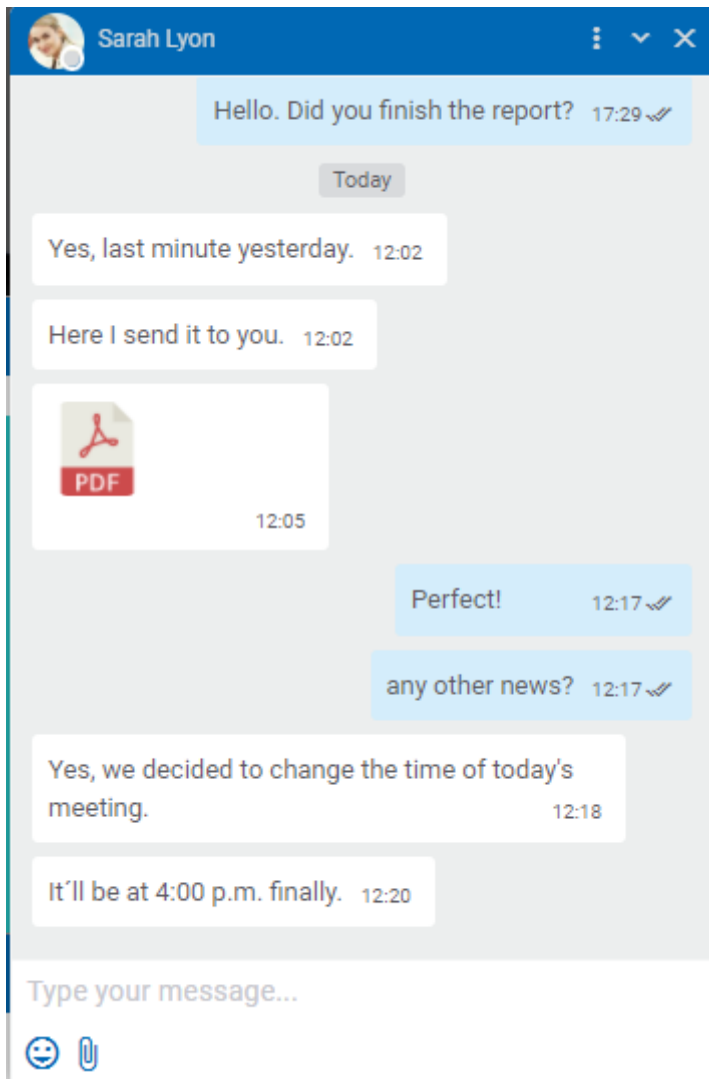 Sarah Lyon
Hello. Did you finish the report? 17:29
Today
Yes, last minute yesterday. 12:02
Here I send it to you. 12:02
PDF
12:05
Perfect! 12:17
any other news? 12:17
Yes, we decided to change the time of today's
meeting. 12:18
It´ll be at 4:00 p.m. finally. 12:20
Type your message...